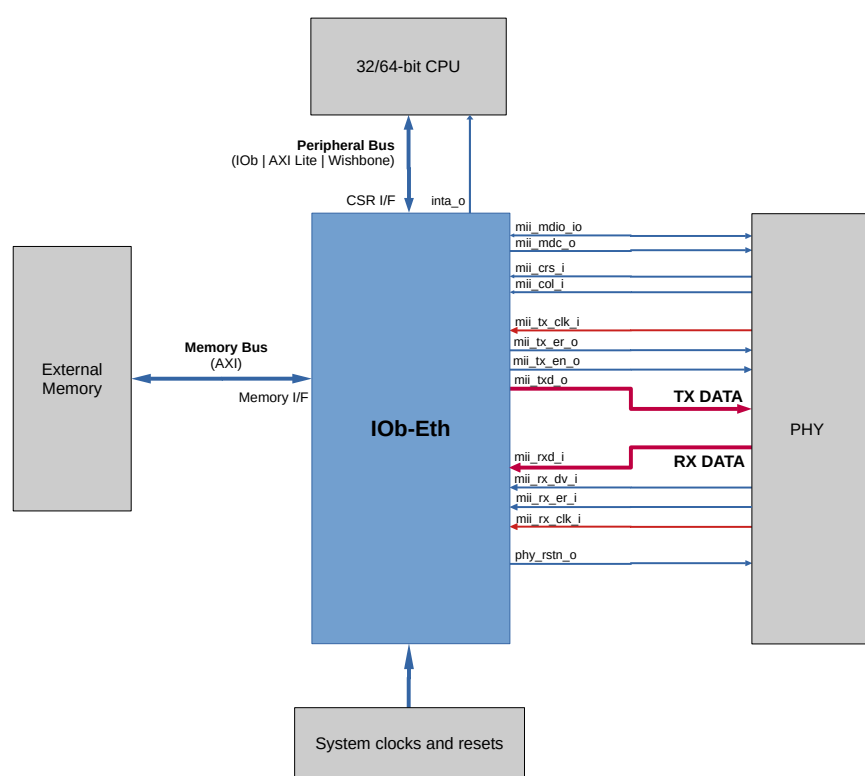 32/64-bit CPU
Peripheral Bus
(IOb | AXI Lite | Wishbone)
CSR I/F
inta_o
mii_mdio_io
mii_mdc_o
mii_crs_i
mii_col_i
mii_tx_clk_i
mii_tx_er_o
mii_tx_en_o
mii_txd_o
TX DATA
External
Memory
Memory Bus
(AXI)
Memory I/F
IOb-Eth
PHY
mii_rxd_i
RX DATA
mii_rx_dv_i
mii_rx_er_i
mii_rx_clk_i
phy_rstn_o
System clocks and resets